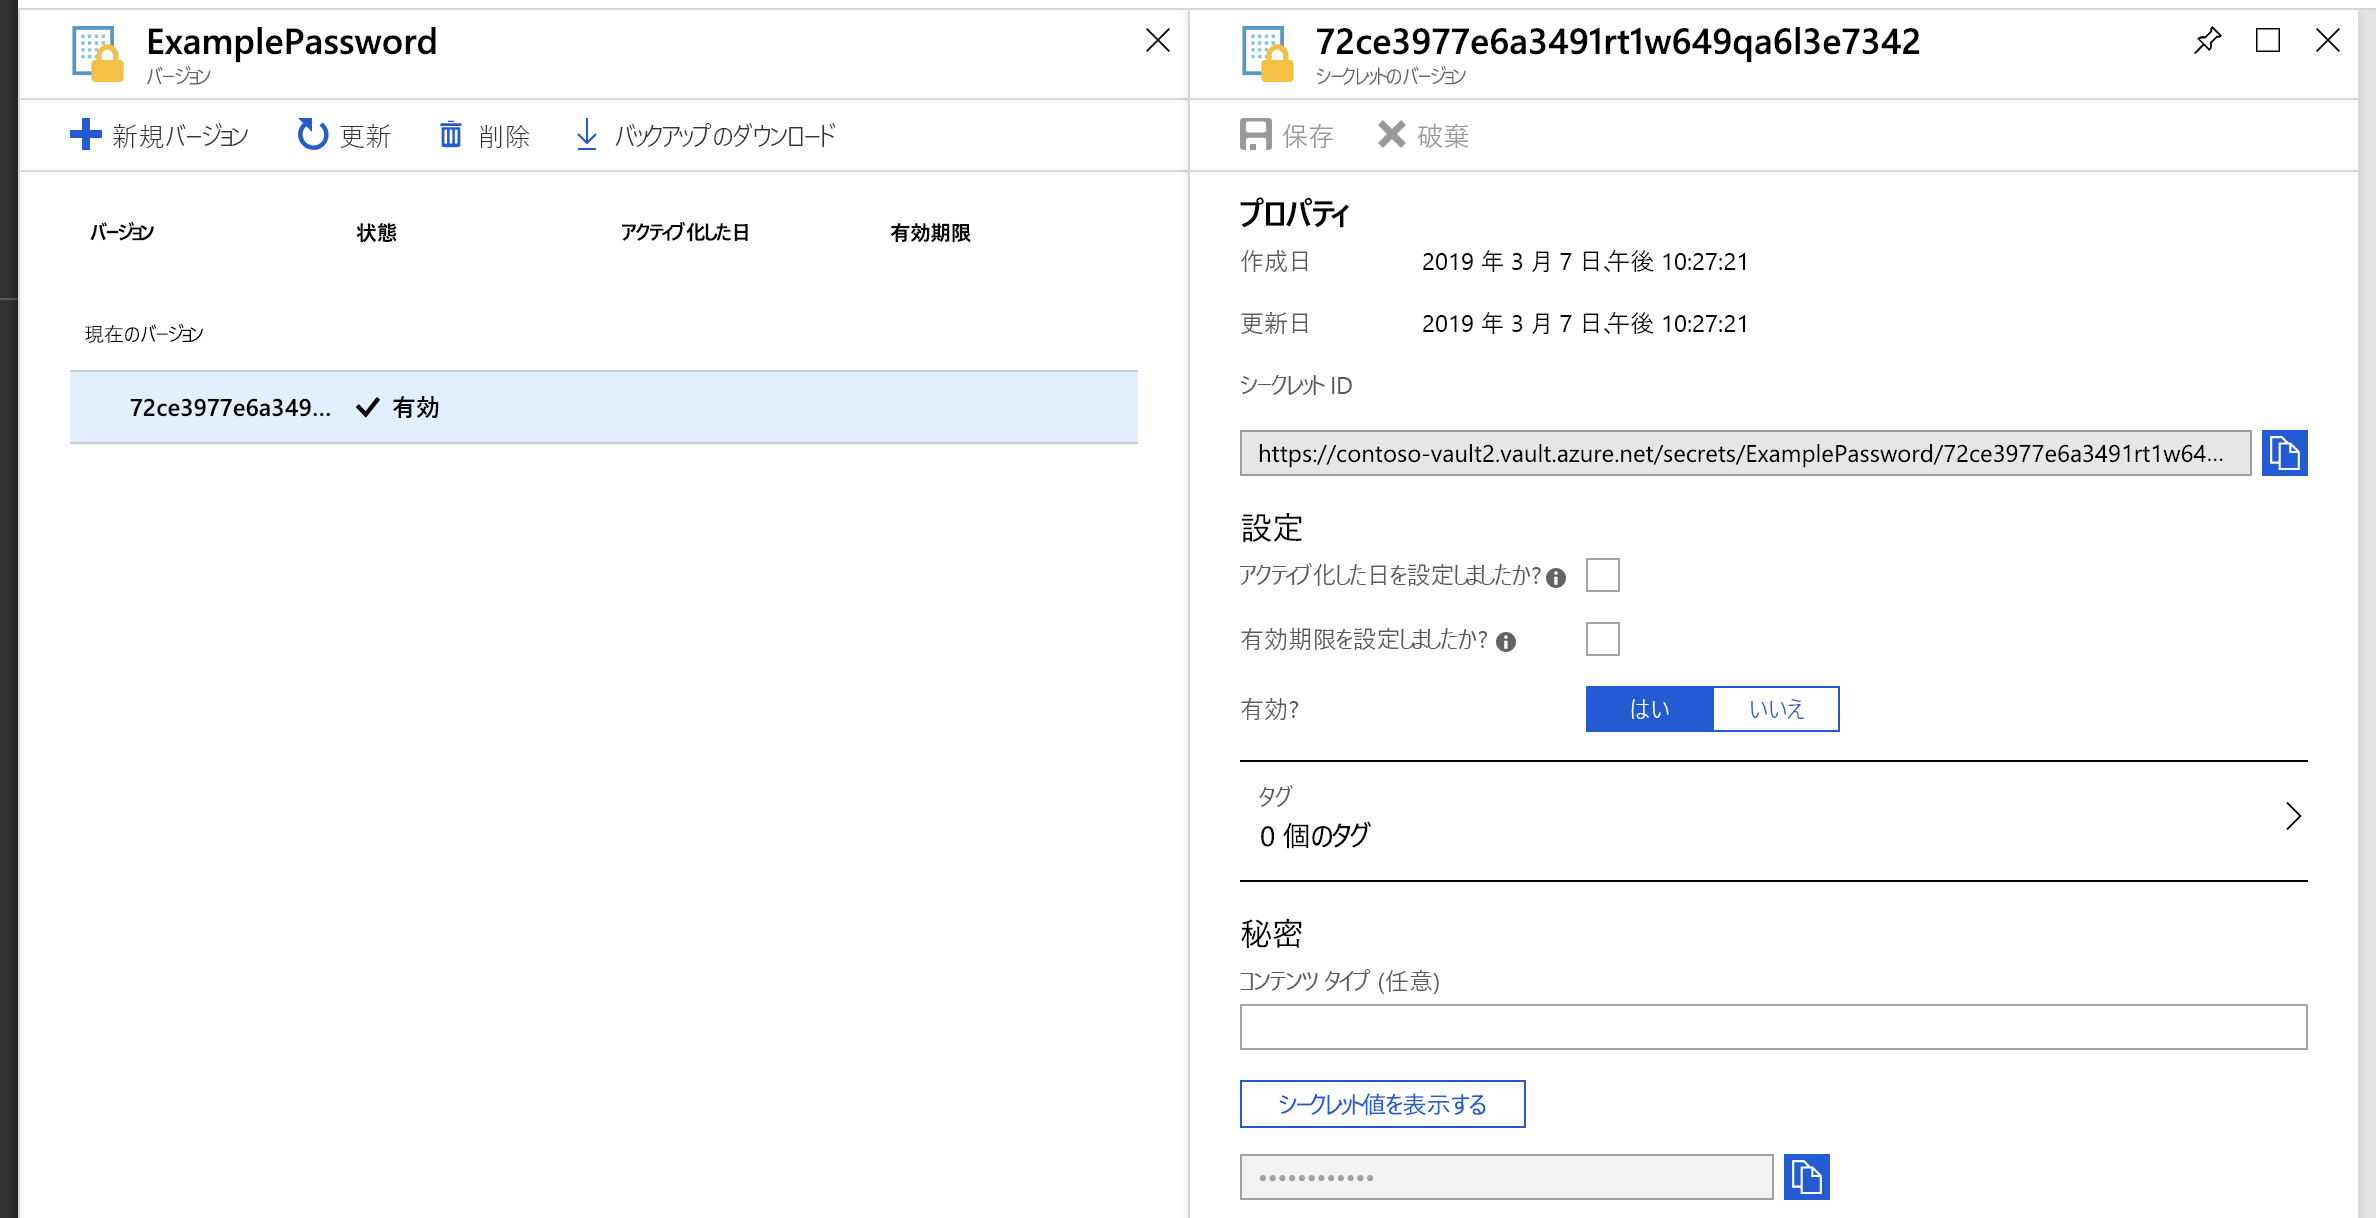 ExamplePassword
バージョン
新規バージョン 更新 削除 バックアップのダウンロード
バージョン 状態 アクティブ化した日 有効期限
現在のバージョン
72ce3977e6a349... 有効
72ce3977e6a3491rt1w649qa6l3e7342
シークレットのバージョン
保存 破棄
プロパティ
作成日 2019 年 3 月 7 日、午後 10:27:21
更新日 2019 年 3 月 7 日、午後 10:27:21
シークレット ID
https://contoso-vault2.vault.azure.net/secrets/ExamplePassword/72ce3977e6a3491rt1w64...
設定
アクティブ化した日を設定しましたか?
有効期限を設定しましたか?
有効? はい いいえ
タグ
0 個のタグ
秘密
コンテンツ タイプ (任意)
シークレット値を表示する
••••••••••••